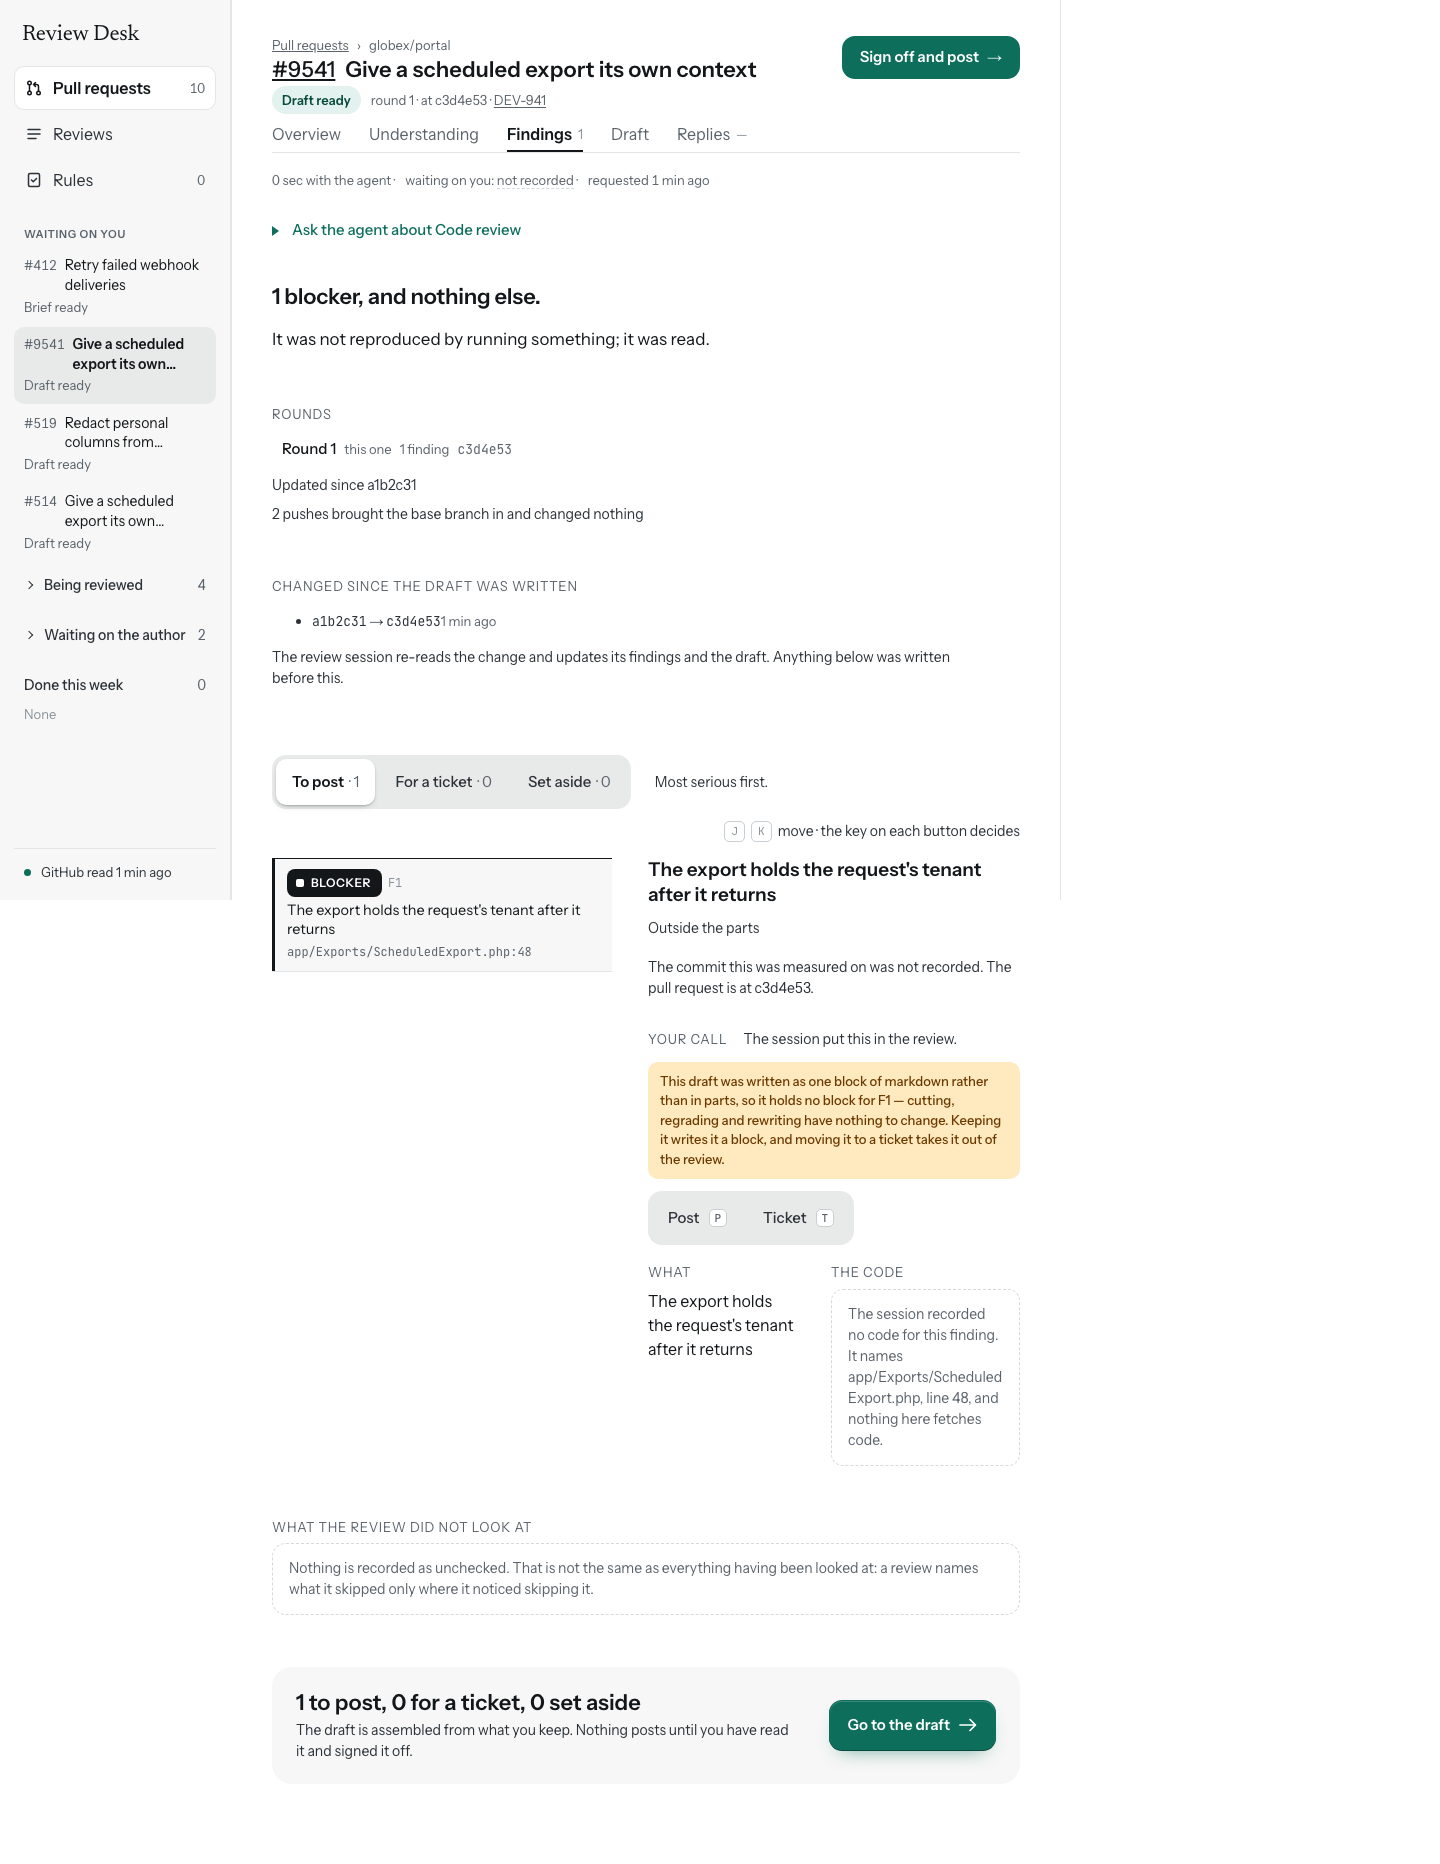 Review Desk
Pull requests 10
Reviews
Rules 0
WAITING ON YOU
#412 Retry failed webhook
deliveries
Brief ready
#9541 Give a scheduled
export its own...
Draft ready
#519 Redact personal
columns from...
Draft ready
#514 Give a scheduled
export its own...
Draft ready
Being reviewed 4
Waiting on the author 2
Done this week 0
None
GitHub read 1 min ago
Pull requests › globex/portal
#9541 Give a scheduled export its own context
Sign off and post →
Draft ready round 1 · at c3d4e53 · DEV-941
Overview Understanding Findings 1 Draft Replies —
0 sec with the agent · waiting on you: not recorded · requested 1 min ago
Ask the agent about Code review
1 blocker, and nothing else.
It was not reproduced by running something; it was read.
ROUNDS
Round 1 this one 1 finding c3d4e53
Updated since a1b2c31
2 pushes brought the base branch in and changed nothing
CHANGED SINCE THE DRAFT WAS WRITTEN
• a1b2c31 → c3d4e531 min ago
The review session re-reads the change and updates its findings and the draft. Anything below was written
before this.
To post · 1 For a ticket · 0 Set aside · 0 Most serious first.
J K move · the key on each button decides
BLOCKER F1
The export holds the request's tenant after it
returns
app/Exports/ScheduledExport.php:48
The export holds the request's tenant
after it returns
Outside the parts
The commit this was measured on was not recorded. The
pull request is at c3d4e53.
YOUR CALL The session put this in the review.
This draft was written as one block of markdown rather
than in parts, so it holds no block for F1 — cutting,
regrading and rewriting have nothing to change. Keeping
it writes it a block, and moving it to a ticket takes it out of
the review.
Post P Ticket T
WHAT
The export holds
the request's tenant
after it returns
THE CODE
The session recorded
no code for this finding.
It names
app/Exports/Scheduled
Export.php, line 48, and
nothing here fetches
code.
WHAT THE REVIEW DID NOT LOOK AT
Nothing is recorded as unchecked. That is not the same as everything having been looked at: a review names
what it skipped only where it noticed skipping it.
1 to post, 0 for a ticket, 0 set aside
The draft is assembled from what you keep. Nothing posts until you have read
it and signed it off.
Go to the draft →